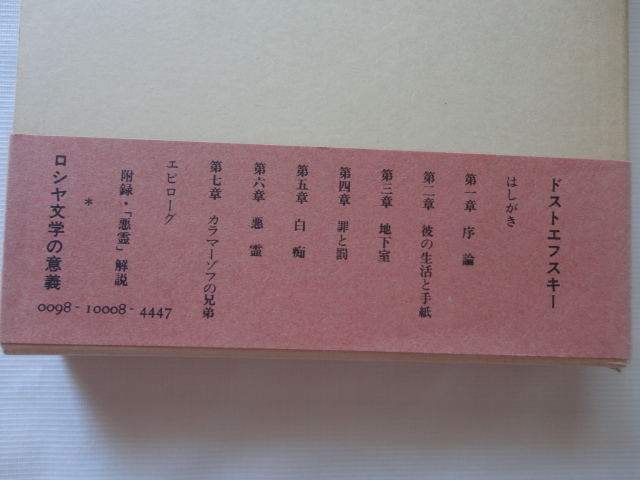 ドストエフスキー
はしがき
第一章 序論
第二章 彼の生活と手紙
第三章 地下室
第四章 罪と罰
第五章 白痴
第六章 悪霊
第七章 カラマーゾフの兄弟
エピローグ
附録・「悪霊」解説
*
ロシヤ文学の意義
0098-10008-4447